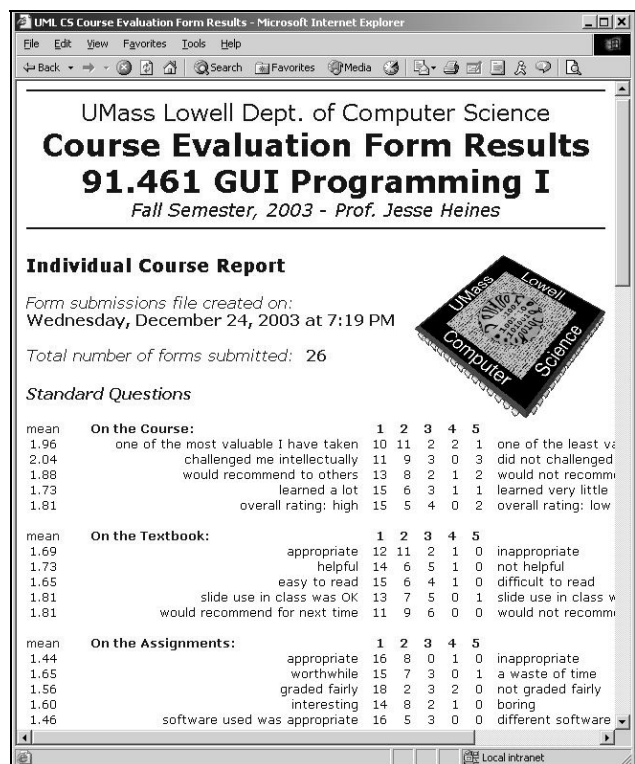 UML CS Course Evaluation Form Results - Microsoft Internet Explorer
File Edit View Favorites Tools Help
Back Search Favorites Media
UMass Lowell Dept. of Computer Science
Course Evaluation Form Results
91.461 GUI Programming I
Fall Semester, 2003 - Prof. Jesse Heines
Individual Course Report
UMass Lowell
Computer Science
Form submissions file created on:
Wednesday, December 24, 2003 at 7:19 PM
Total number of forms submitted: 26
Standard Questions
mean On the Course: 1 2 3 4 5
1.96 one of the most valuable I have taken 10 11 2 2 1 one of the least va
2.04 challenged me intellectually 11 9 3 0 3 did not challenged
1.88 would recommend to others 13 8 2 1 2 would not recomm
1.73 learned a lot 15 6 3 1 1 learned very little
1.81 overall rating: high 15 5 4 0 2 overall rating: low
mean On the Textbook: 1 2 3 4 5
1.69 appropriate 12 11 2 1 0 inappropriate
1.73 helpful 14 6 5 1 0 not helpful
1.65 easy to read 15 6 4 1 0 difficult to read
1.81 slide use in class was OK 13 7 5 0 1 slide use in class w
1.81 would recommend for next time 11 9 6 0 0 would not recomm
mean On the Assignments: 1 2 3 4 5
1.44 appropriate 16 8 0 1 0 inappropriate
1.65 worthwhile 15 7 3 0 1 a waste of time
1.56 graded fairly 18 2 3 2 0 not graded fairly
1.60 interesting 14 8 2 1 0 boring
1.46 software used was appropriate 16 5 3 0 0 different software
Local intranet